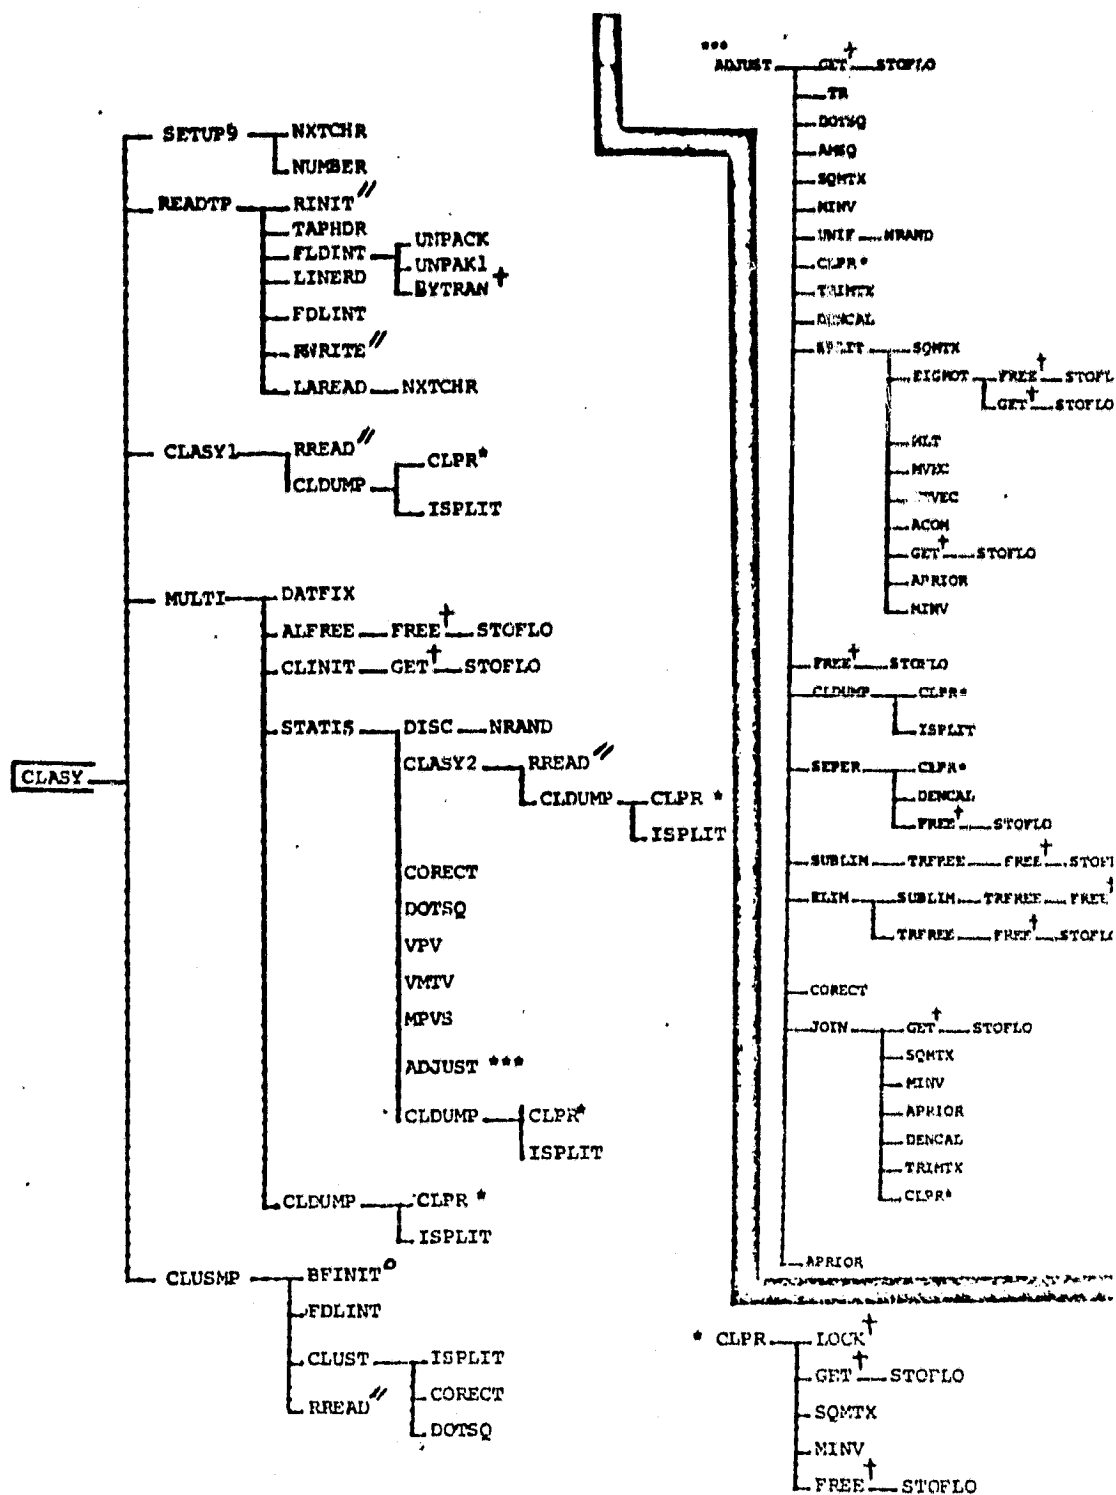 SETUP9 NXTCHR
NUMBER
READTP RINIT //
TAPHDR
FLDINT UNPACK
UNPAK1
BYTRAN †
LINERD
FDLINT
RWRITE //
LAREAD NXTCHR
CLASY1 RREAD //
CLDUMP CLPR*
ISPLIT
MULTI DATFIX
ALFREE FREE† STOFLO
CLINIT GET† STOFLO
STATIS DISC NRAND
CLASY2 RREAD //
CLDUMP CLPR *
ISPLIT
CORECT
DOTSQ
VPV
VMTV
MPVS
ADJUST ***
CLDUMP CLPR*
ISPLIT
CLDUMP CLPR *
ISPLIT
CLASY
CLUSMP BFINIT o
FDLINT
CLUST ISPLIT
CORECT
DOTSQ
RREAD //
*** ADJUST GET† STOFLO
TR
DOTSQ
AMSQ
SQMTX
MINV
UNIF NRAND
CLPR*
TRIMTX
DENCAL
SPLIT SQMTX
EIGROT FREE† STOFL
GET† STOFLO
MLT
MVEC
ACOM
GET† STOFLO
APRIOR
MINV
FREE† STOFLO
CLDUMP CLPR*
ISPLIT
SEPER CLPR*
DENCAL
FREE† STOFLO
SUBLIM TRFREE FREE† STOF
ELIM SUBLIM TRFREE FREE†
TRFREE FREE† STOFLO
CORECT
JOIN GET† STOFLO
SQMTX
MINV
APRIOR
DENCAL
TRIMTX
CLPR*
APRIOR
* CLPR LOCK†
GET† STOFLO
SQMTX
MINV
FREE† STOFLO